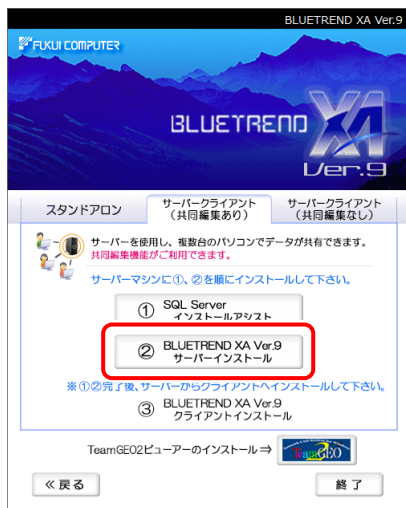 BLUETREND XA Ver.9
FUKUI COMPUTER
BLUETREND XA
Ver.9
スタンドアロン
サーバークライアント
（共同編集あり）
サーバークライアント
（共同編集なし）
サーバーを使用し、複数台のパソコンでデータが共有できます。
共同編集機能がご利用できます。
サーバーマシンに①、②を順にインストールして下さい。
① SQL Server
インストールアシスト
② BLUETREND XA Ver.9
サーバーインストール
※①②完了後、サーバーからクライアントへインストールして下さい。
③ BLUETREND XA Ver.9
クライアントインストール
TeamGEO2ビューアーのインストール⇒
TeamGEO
≪戻る
終了